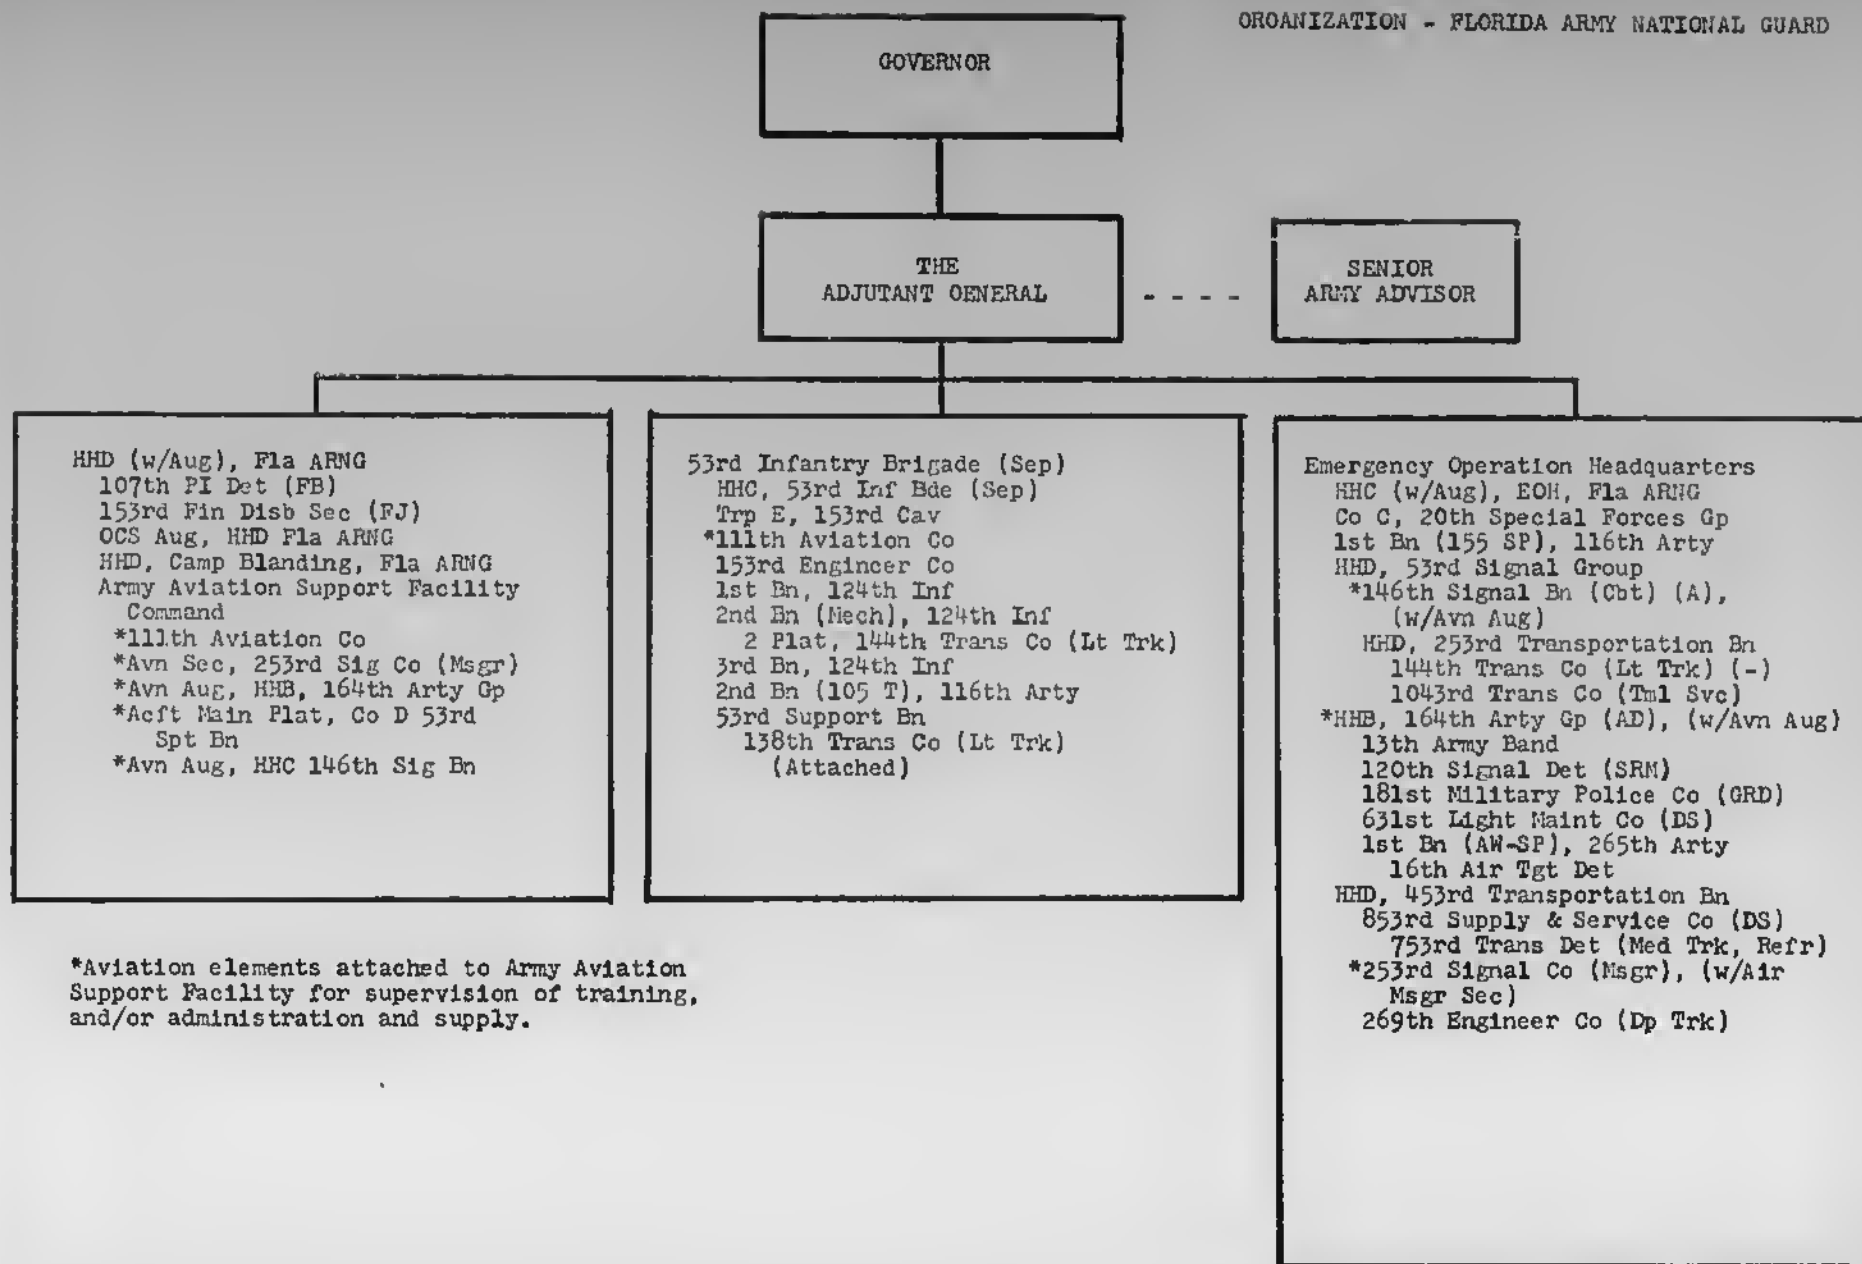 OROANIZATION - FLORIDA ARMY NATIONAL GUARD
GOVERNOR
THE
ADJUTANT GENERAL
- - - -
SENIOR
ARMY ADVISOR
HHD (w/Aug), Fla ARNG
107th PI Det (FB)
153rd Fin Disb Sec (FJ)
OCS Aug, HHD Fla ARNG
HHD, Camp Blanding, Fla ARNG
Army Aviation Support Facility
Command
*111th Aviation Co
*Avn Sec, 253rd Sig Co (Msgr)
*Avn Aug, HHB, 164th Arty Gp
*Acft Main Plat, Co D 53rd
Spt Bn
*Avn Aug, HHC 146th Sig Bn
53rd Infantry Brigade (Sep)
HHC, 53rd Inf Bde (Sep)
Trp E, 153rd Cav
*111th Aviation Co
153rd Engineer Co
1st Bn, 124th Inf
2nd Bn (Mech), 124th Inf
2 Plat, 144th Trans Co (Lt Trk)
3rd Bn, 124th Inf
2nd Bn (105 T), 116th Arty
53rd Support Bn
138th Trans Co (Lt Trk)
(Attached)
Emergency Operation Headquarters
HHC (w/Aug), EOH, Fla ARNG
Co C, 20th Special Forces Gp
1st Bn (155 SP), 116th Arty
HHD, 53rd Signal Group
*146th Signal Bn (Cbt) (A),
(w/Avn Aug)
HHD, 253rd Transportation Bn
144th Trans Co (Lt Trk) (-)
1043rd Trans Co (Tml Svc)
*HHB, 164th Arty Gp (AD), (w/Avn Aug)
13th Army Band
120th Signal Det (SRM)
181st Military Police Co (GRD)
631st Light Maint Co (DS)
1st Bn (AW-SP), 265th Arty
16th Air Tgt Det
HHD, 453rd Transportation Bn
853rd Supply & Service Co (DS)
753rd Trans Det (Med Trk, Refr)
*253rd Signal Co (Msgr), (w/Air
Msgr Sec)
269th Engineer Co (Dp Trk)
*Aviation elements attached to Army Aviation
Support Facility for supervision of training,
and/or administration and supply.